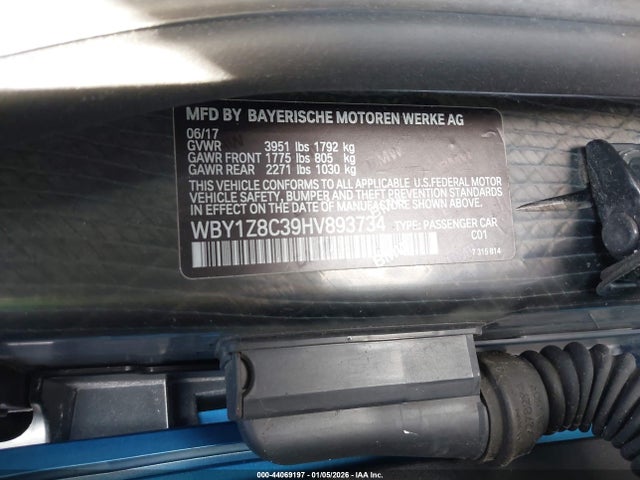 MFD BY BAYERISCHE MOTOREN WERKE AG
06/17
GVWR 3951 lbs 1792 kg
GAWR FRONT 1775 lbs 805 kg
GAWR REAR 2271 lbs 1030 kg
THIS VEHICLE CONFORMS TO ALL APPLICABLE U.S.FEDERAL MOTOR
VEHICLE SAFETY, BUMPER, AND THEFT PREVENTION STANDARDS
IN EFFECT ON THE DATE OF MANUFACTURE SHOWN ABOVE.
WBY1Z8C39HV893734 TYPE: PASSENGER CAR
C01
7 315 814
000-44069197 - 01/05/2026 - IAA Inc.